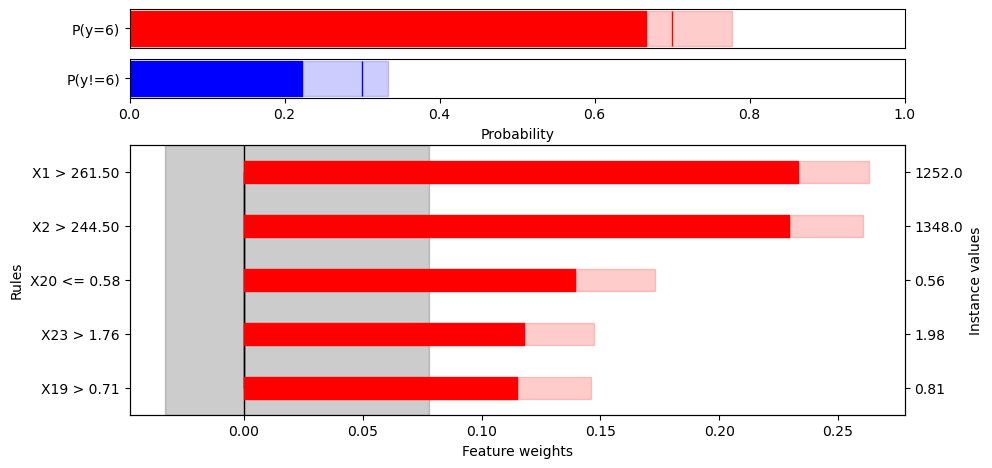 P(y=6)
P(y!=6)
0.0 0.2 0.4 0.6 0.8 1.0
Probability
X1 > 261.50 1252.0
X2 > 244.50 1348.0
X20 <= 0.58 0.56
X23 > 1.76 1.98
X19 > 0.71 0.81
Rules
Instance values
0.00 0.05 0.10 0.15 0.20 0.25
Feature weights